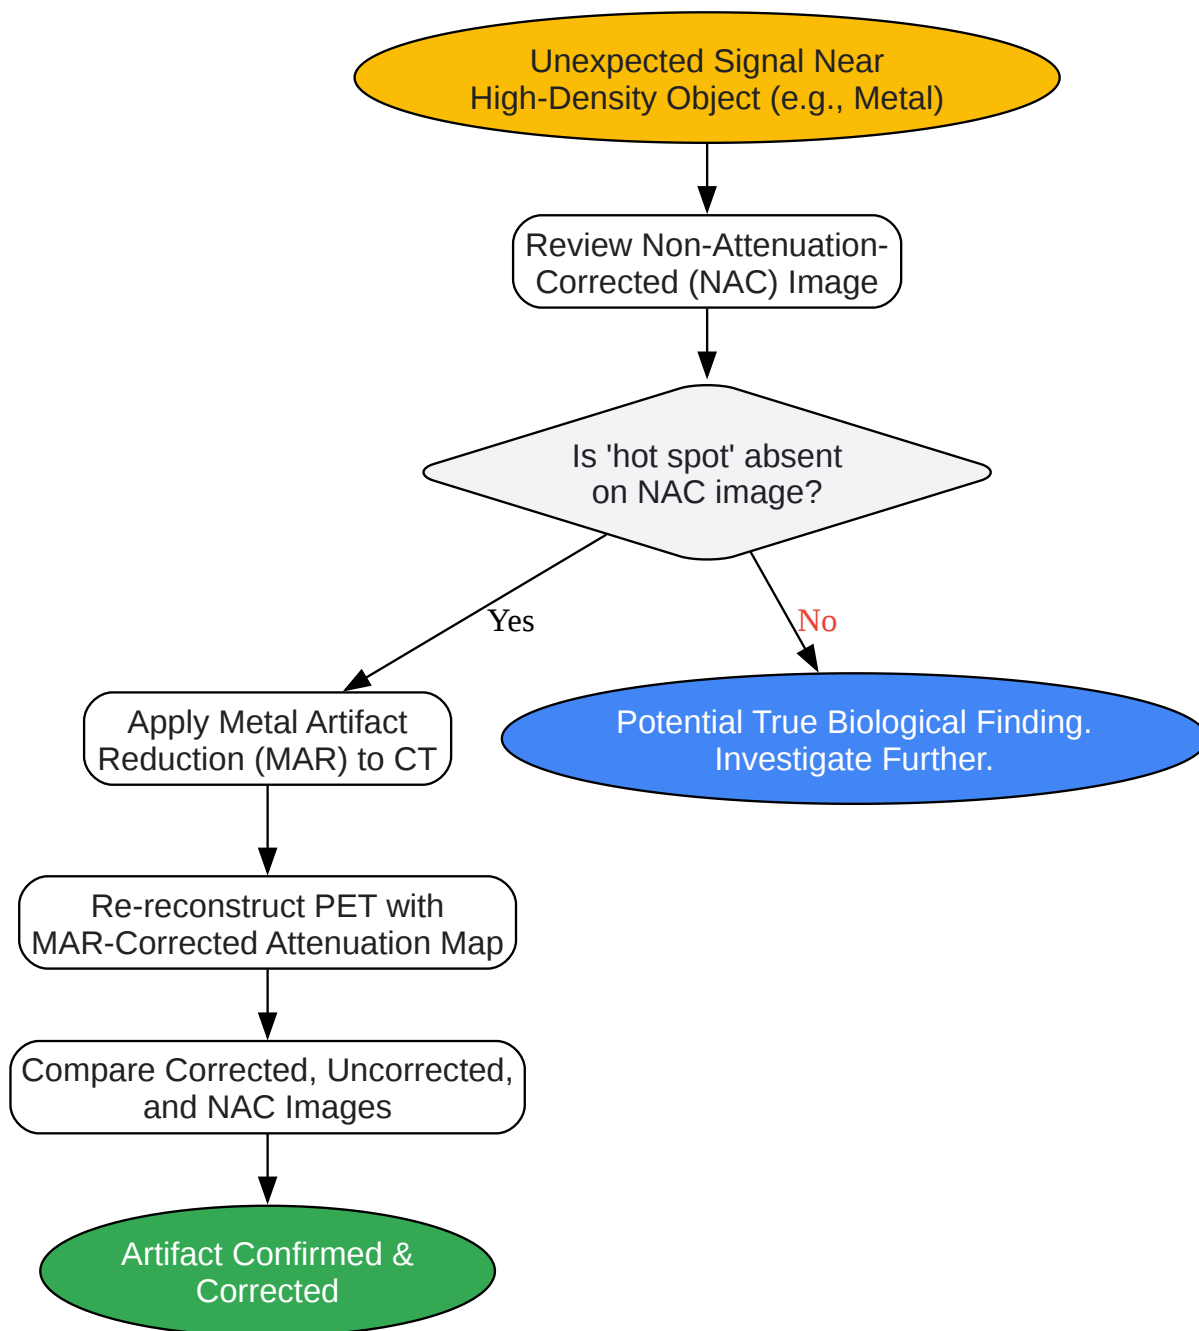 Unexpected Signal Near
High-Density Object (e.g., Metal)
Review Non-Attenuation-
Corrected (NAC) Image
Is 'hot spot' absent
on NAC image?
Yes
No
Apply Metal Artifact
Reduction (MAR) to CT
Potential True Biological Finding.
Investigate Further.
Re-reconstruct PET with
MAR-Corrected Attenuation Map
Compare Corrected, Uncorrected,
and NAC Images
Artifact Confirmed &
Corrected